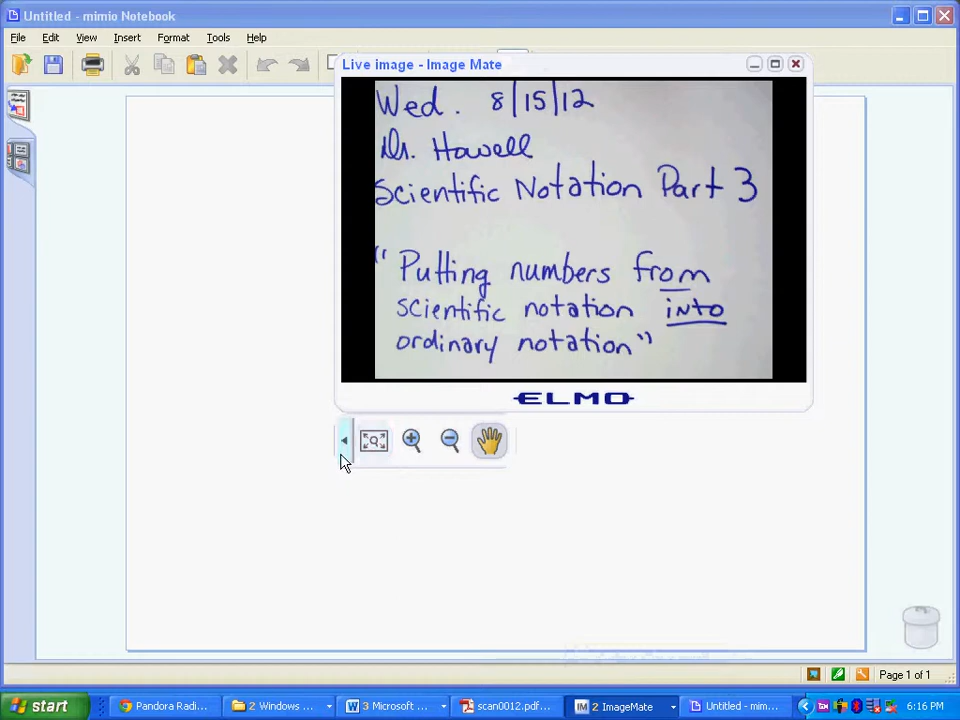 Untitled - mimio Notebook
File Edit View Insert Format Tools Help
Live image - Image Mate
Wed. 8/15/12
Dr. Howell
Scientific Notation Part 3
"Putting numbers from
scientific notation into
ordinary notation"
ELMO
Page 1 of 1
start
Pandora Radi...
2 Windows ...
3 Microsoft ...
scan0012.pdf...
IM
2 ImageMate
Untitled - mim...
6:16 PM